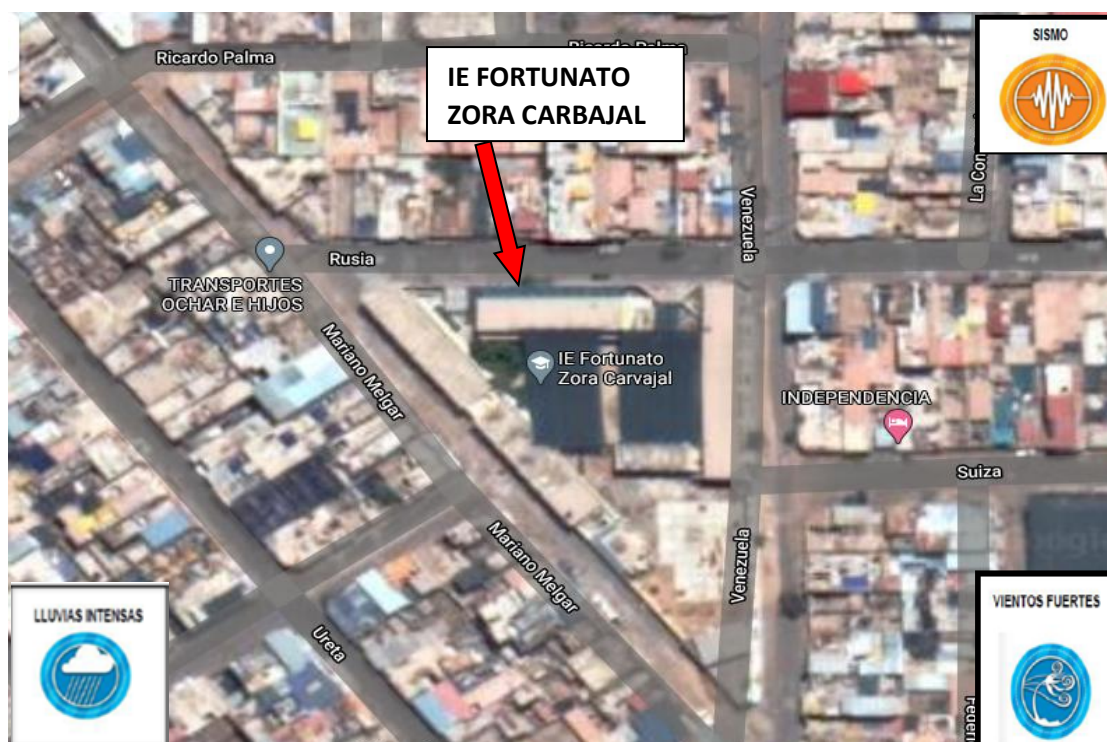 SISMO
Ricardo Palma
Ricardo Palma
IE FORTUNATO
ZORA CARBAJAL
Venezuela
Rusia
TRANSPORTES
OCHAR E HIJOS
Mariano Melgar
IE Fortunato
Zora Carvajal
INDEPENDENCIA
Suiza
Mariano Melgar
Venezuela
LLUVIAS INTENSAS
Ureta
VIENTOS FUERTES